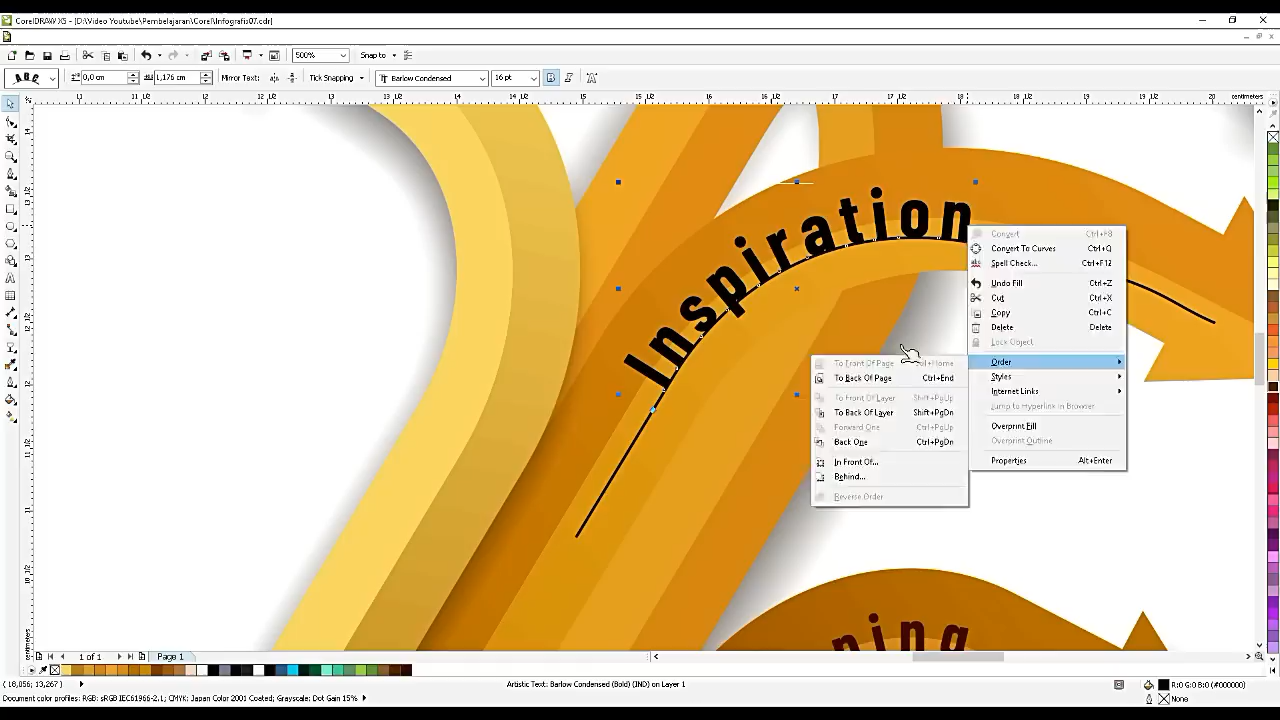 CorelDRAW X5 - [D:\Video Youtube\Pembelajaran\Corel\Infografis07.cdr]
500%
Snap to
ABC
0,0 cm
1,176 cm
Mirror Text:
Tick Snapping
Barlow Condensed
16 pt
centimeters
Inspiration
Convert Ctrl+F8
Convert To Curves Ctrl+Q
Spell Check... Ctrl+F12
Undo Fill Ctrl+Z
Cut Ctrl+X
Copy Ctrl+C
Delete Delete
Lock Object
Order
Styles
Internet Links
Jump to Hyperlink in Browser
Overprint Fill
Overprint Outline
Properties Alt+Enter
To Front Of Page Ctrl+Home
To Back Of Page Ctrl+End
To Front Of Layer Shift+PgUp
To Back Of Layer Shift+PgDn
Forward One Ctrl+PgUp
Back One Ctrl+PgDn
In Front Of...
Behind...
Reverse Order
ning
1 of 1
Page 1
( 18,056; 13,267 )
Artistic Text: Barlow Condensed (Bold) (IND) on Layer 1
R:0 G:0 B:0 (#000000)
Document color profiles: RGB: sRGB IEC61966-2.1; CMYK: Japan Color 2001 Coated; Grayscale: Dot Gain 15%
None